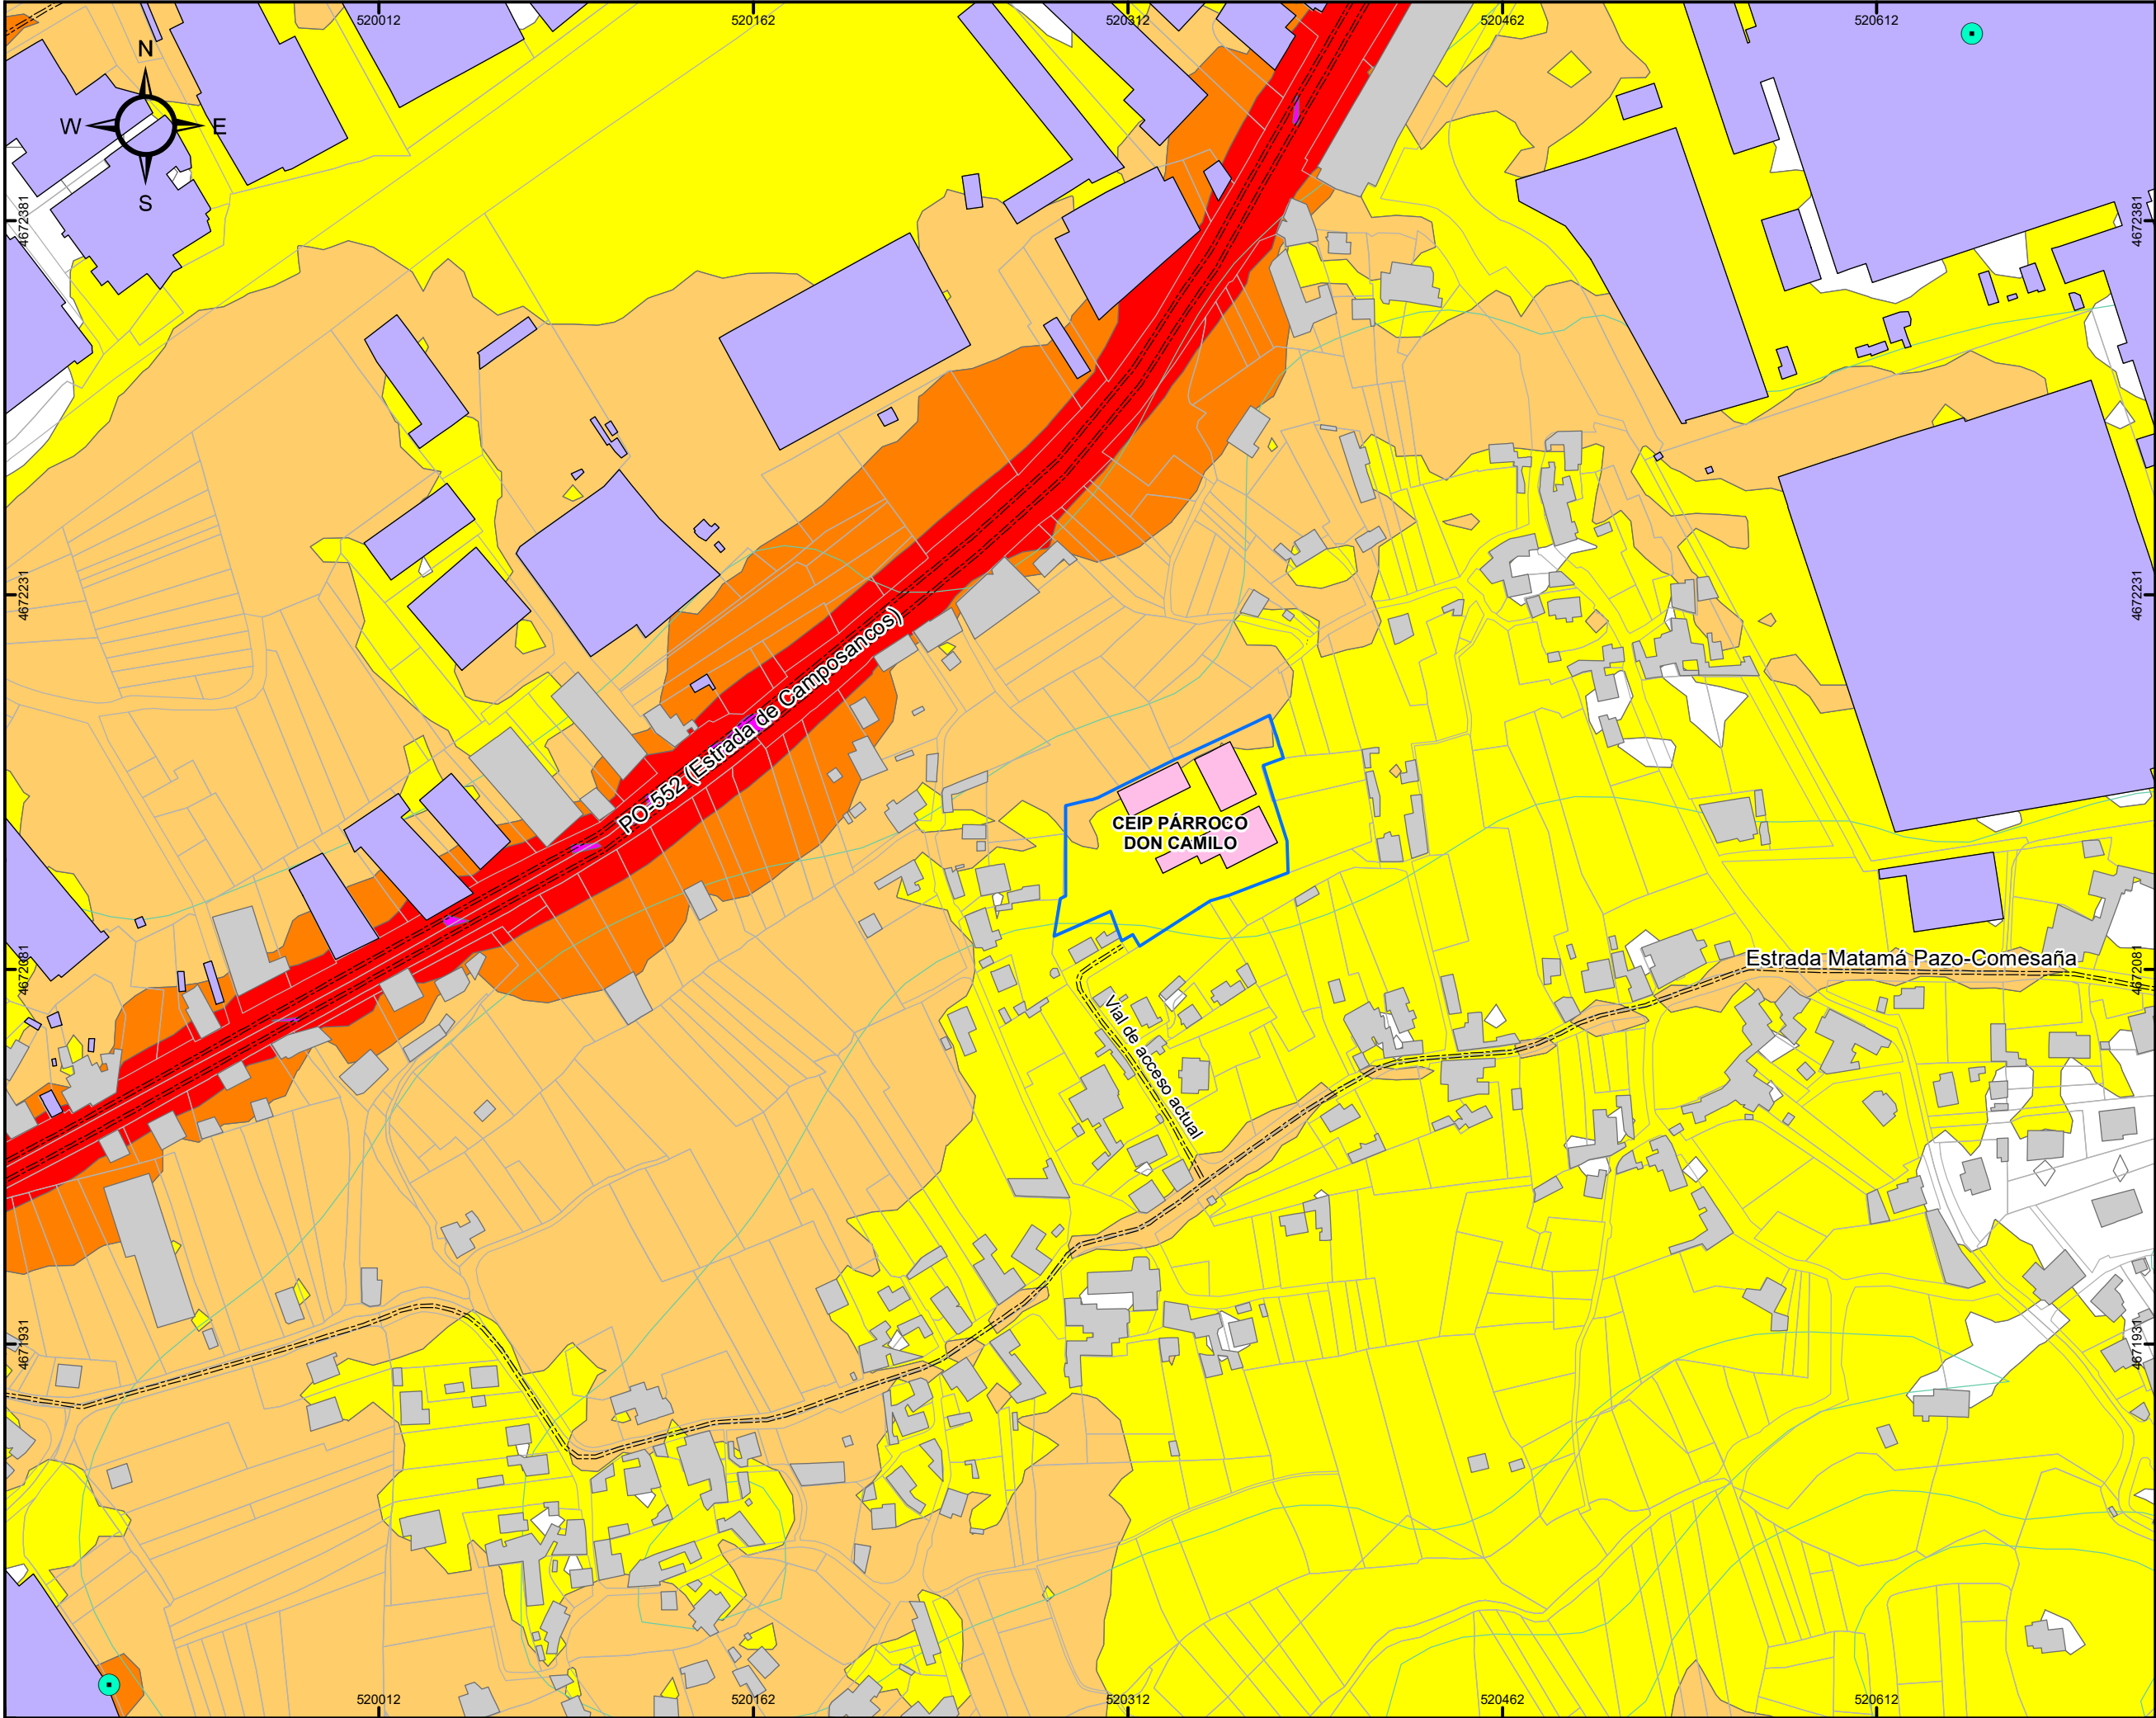 520012
520162
520312
520462
520612
N
W
E
S
4672381
4672381
4672231
4672231
PO-552 (Estrada de Camposancos)
CEIP PÁRROCO
DON CAMILO
4672081
Estrada Matamá Pazo-Comesaña
4672081
Vial de acceso actual
4671931
4671931
520012
520162
520312
520462
520612